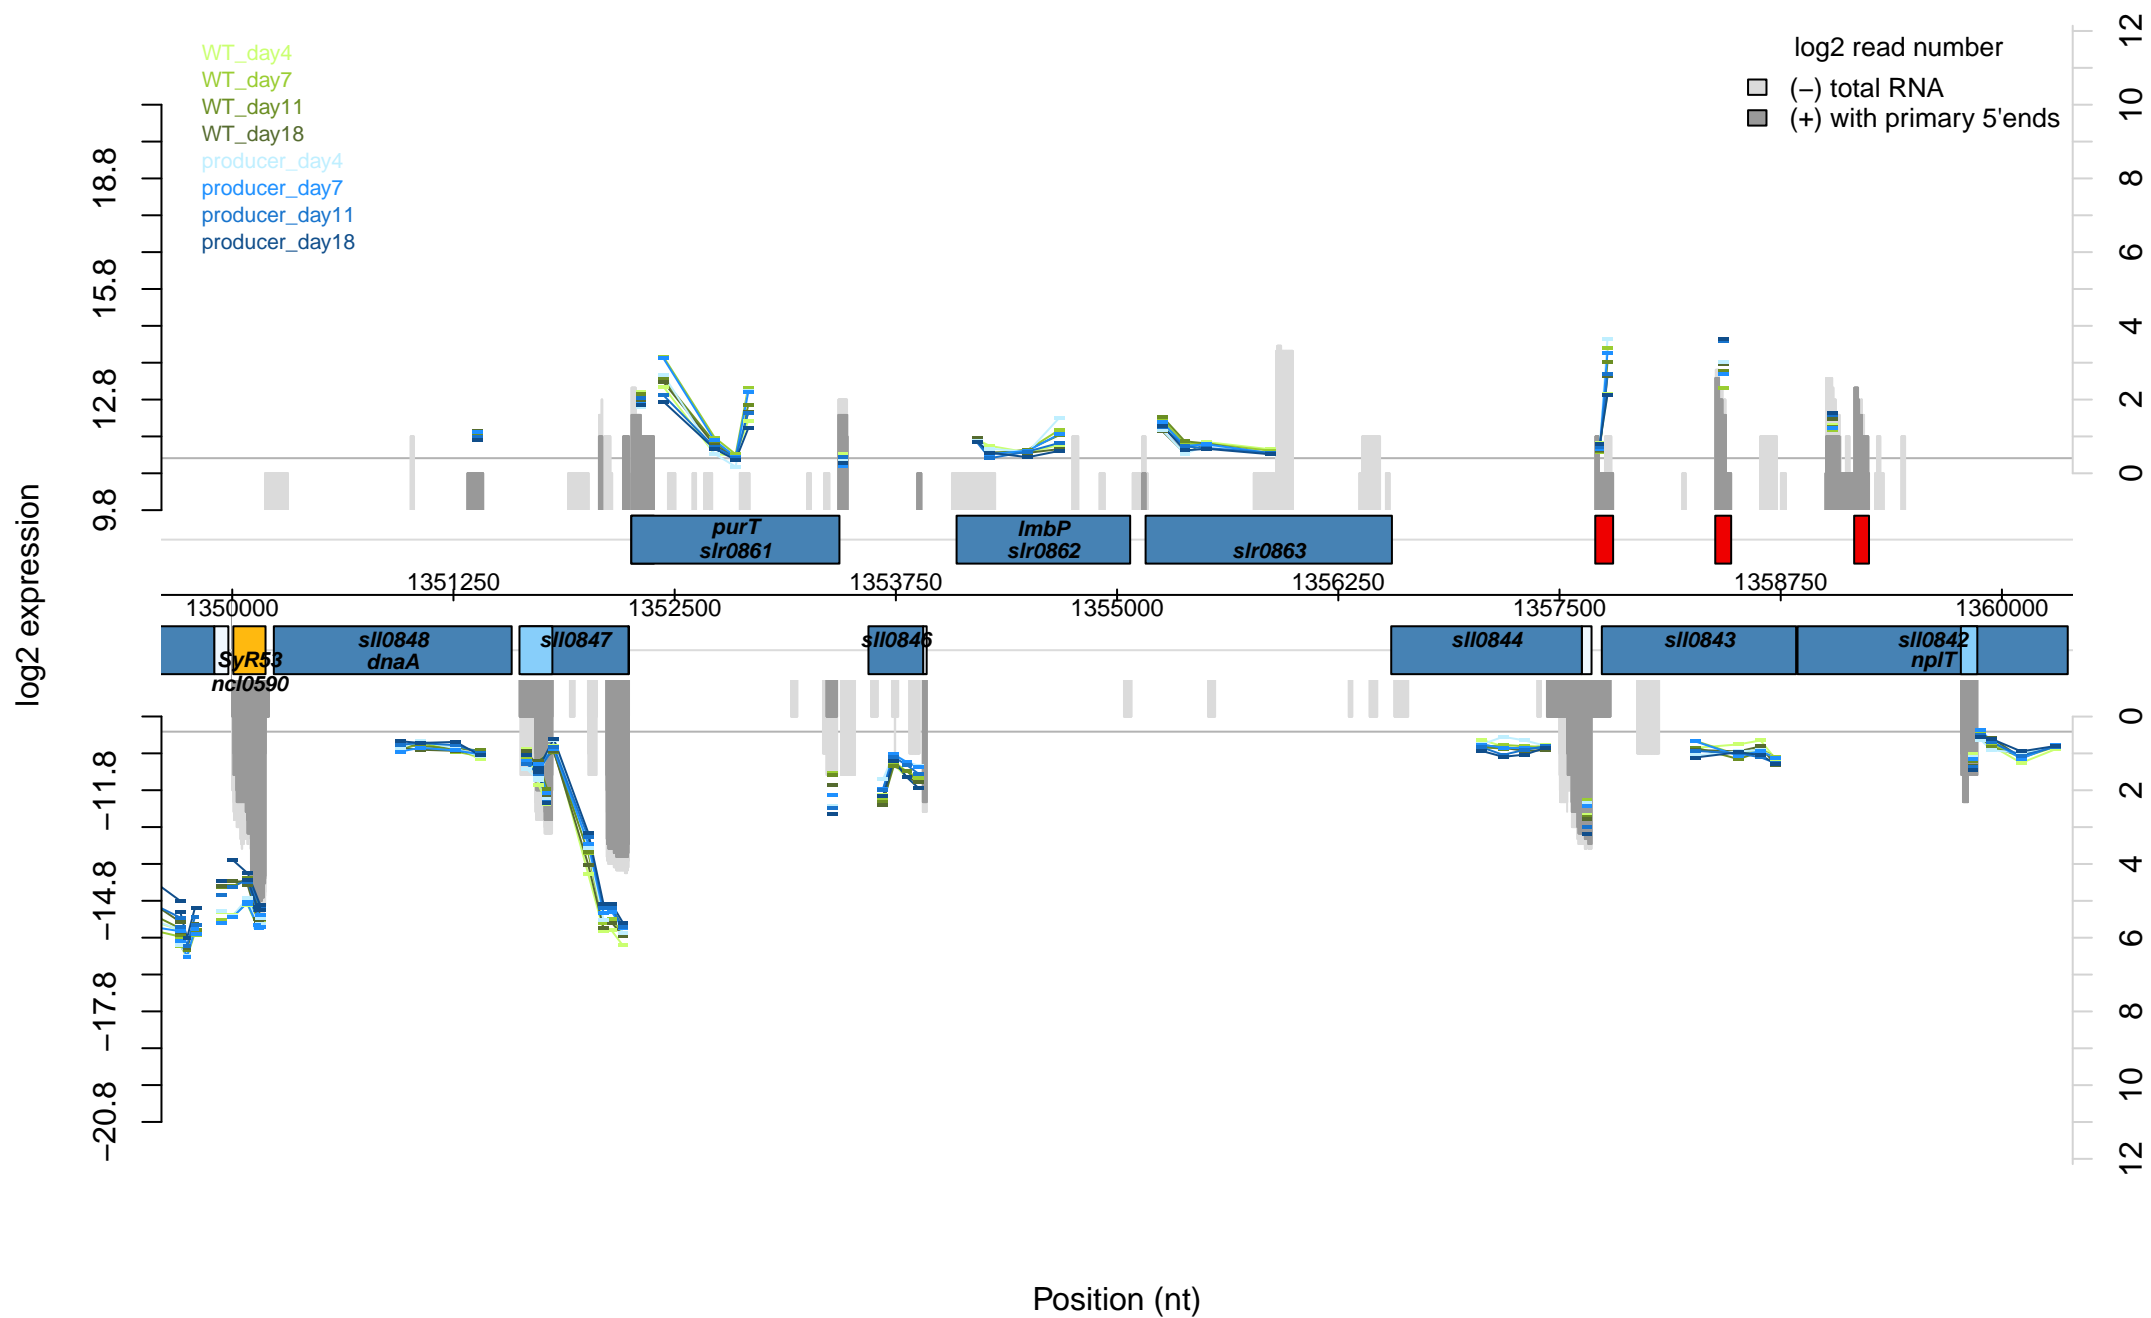 WT_day4
WT_day7
WT_day11
WT_day18
producer_day4
producer_day7
producer_day11
producer_day18
log2 read number
(−) total RNA
(+) with primary 5'ends
log2 expression
9.8
12.8
15.8
18.8
0
2
4
6
8
10
12
purT
slr0861
lmbP
slr0862
slr0863
1351250
1353750
1356250
1358750
1350000
1352500
1355000
1357500
1360000
SyR53
ncl0590
sll0848
dnaA
sll0847
sll0846
sll0844
sll0843
sll0842
nplT
−11.8
−14.8
−17.8
−20.8
0
2
4
6
8
10
12
Position (nt)